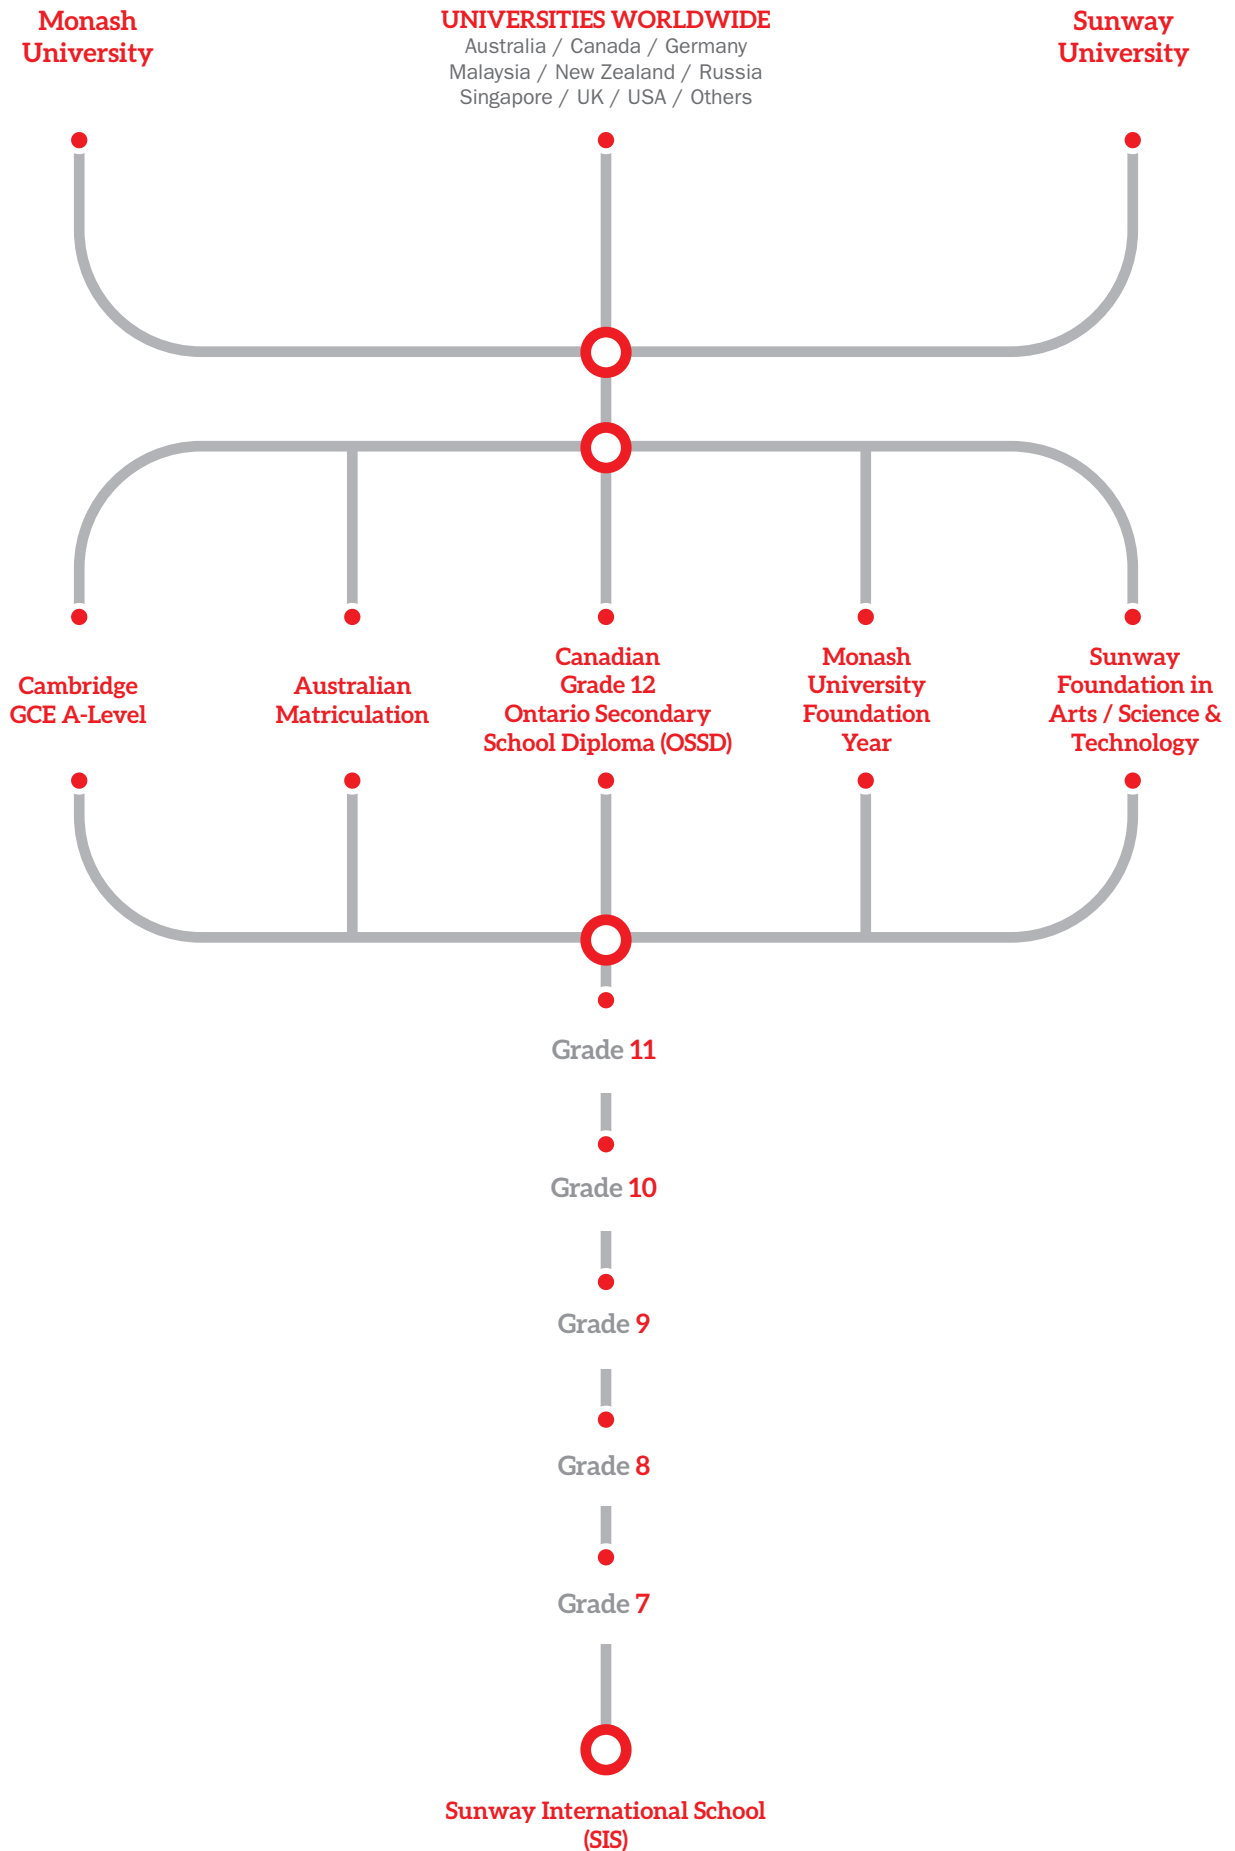 Monash
University
UNIVERSITIES WORLDWIDE
Australia / Canada / Germany
Malaysia / New Zealand / Russia
Singapore / UK / USA / Others
Sunway
University
Cambridge
GCE A-Level
Australian
Matriculation
Canadian
Grade 12
Ontario Secondary
School Diploma (OSSD)
Monash
University
Foundation
Year
Sunway
Foundation in
Arts / Science &
Technology
Grade 11
Grade 10
Grade 9
Grade 8
Grade 7
Sunway International School
(SIS)